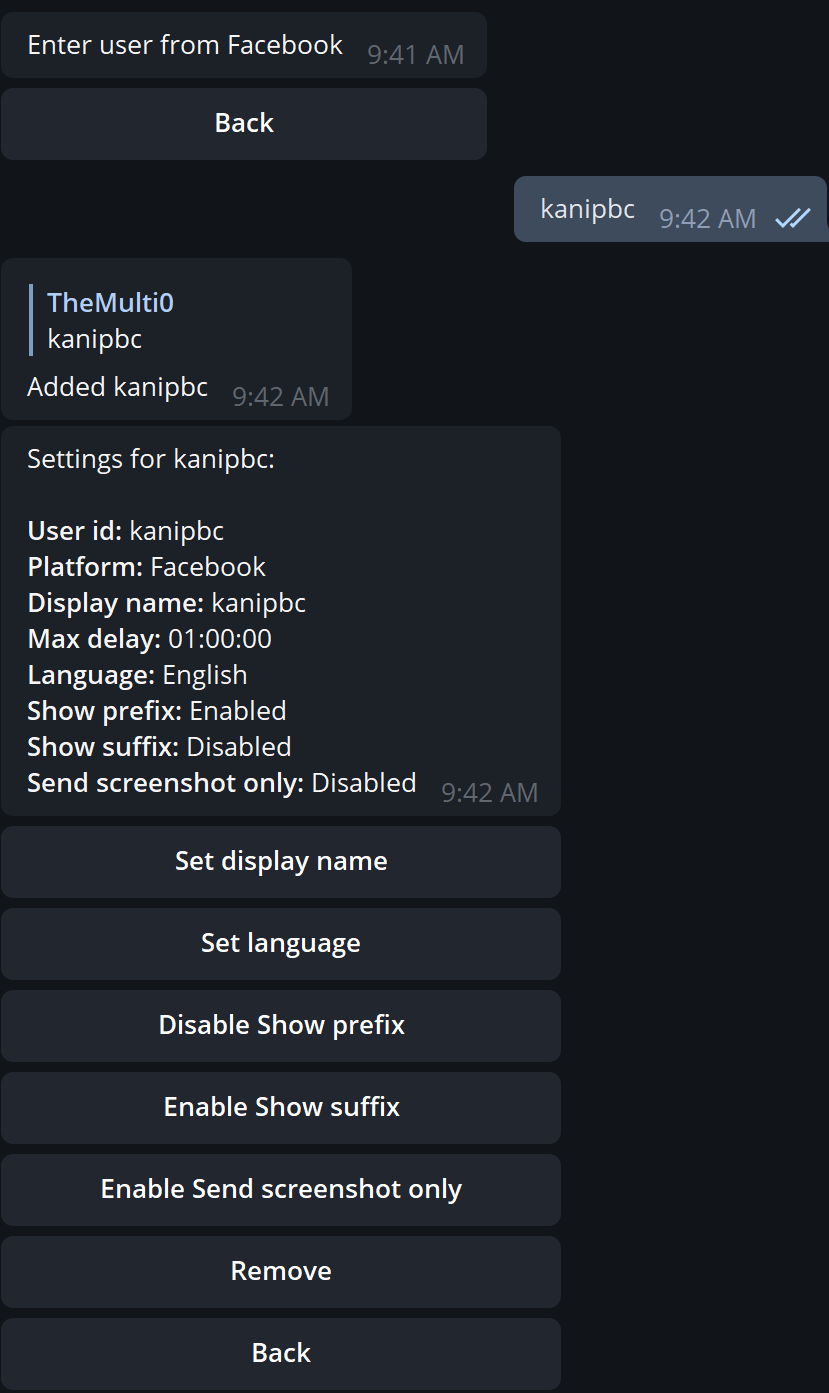 Enter user from Facebook 9:41 AM
Back
kanipbc 9:42 AM
TheMulti0
kanipbc
Added kanipbc 9:42 AM
Settings for kanipbc:
User id: kanipbc
Platform: Facebook
Display name: kanipbc
Max delay: 01:00:00
Language: English
Show prefix: Enabled
Show suffix: Disabled
Send screenshot only: Disabled 9:42 AM
Set display name
Set language
Disable Show prefix
Enable Show suffix
Enable Send screenshot only
Remove
Back